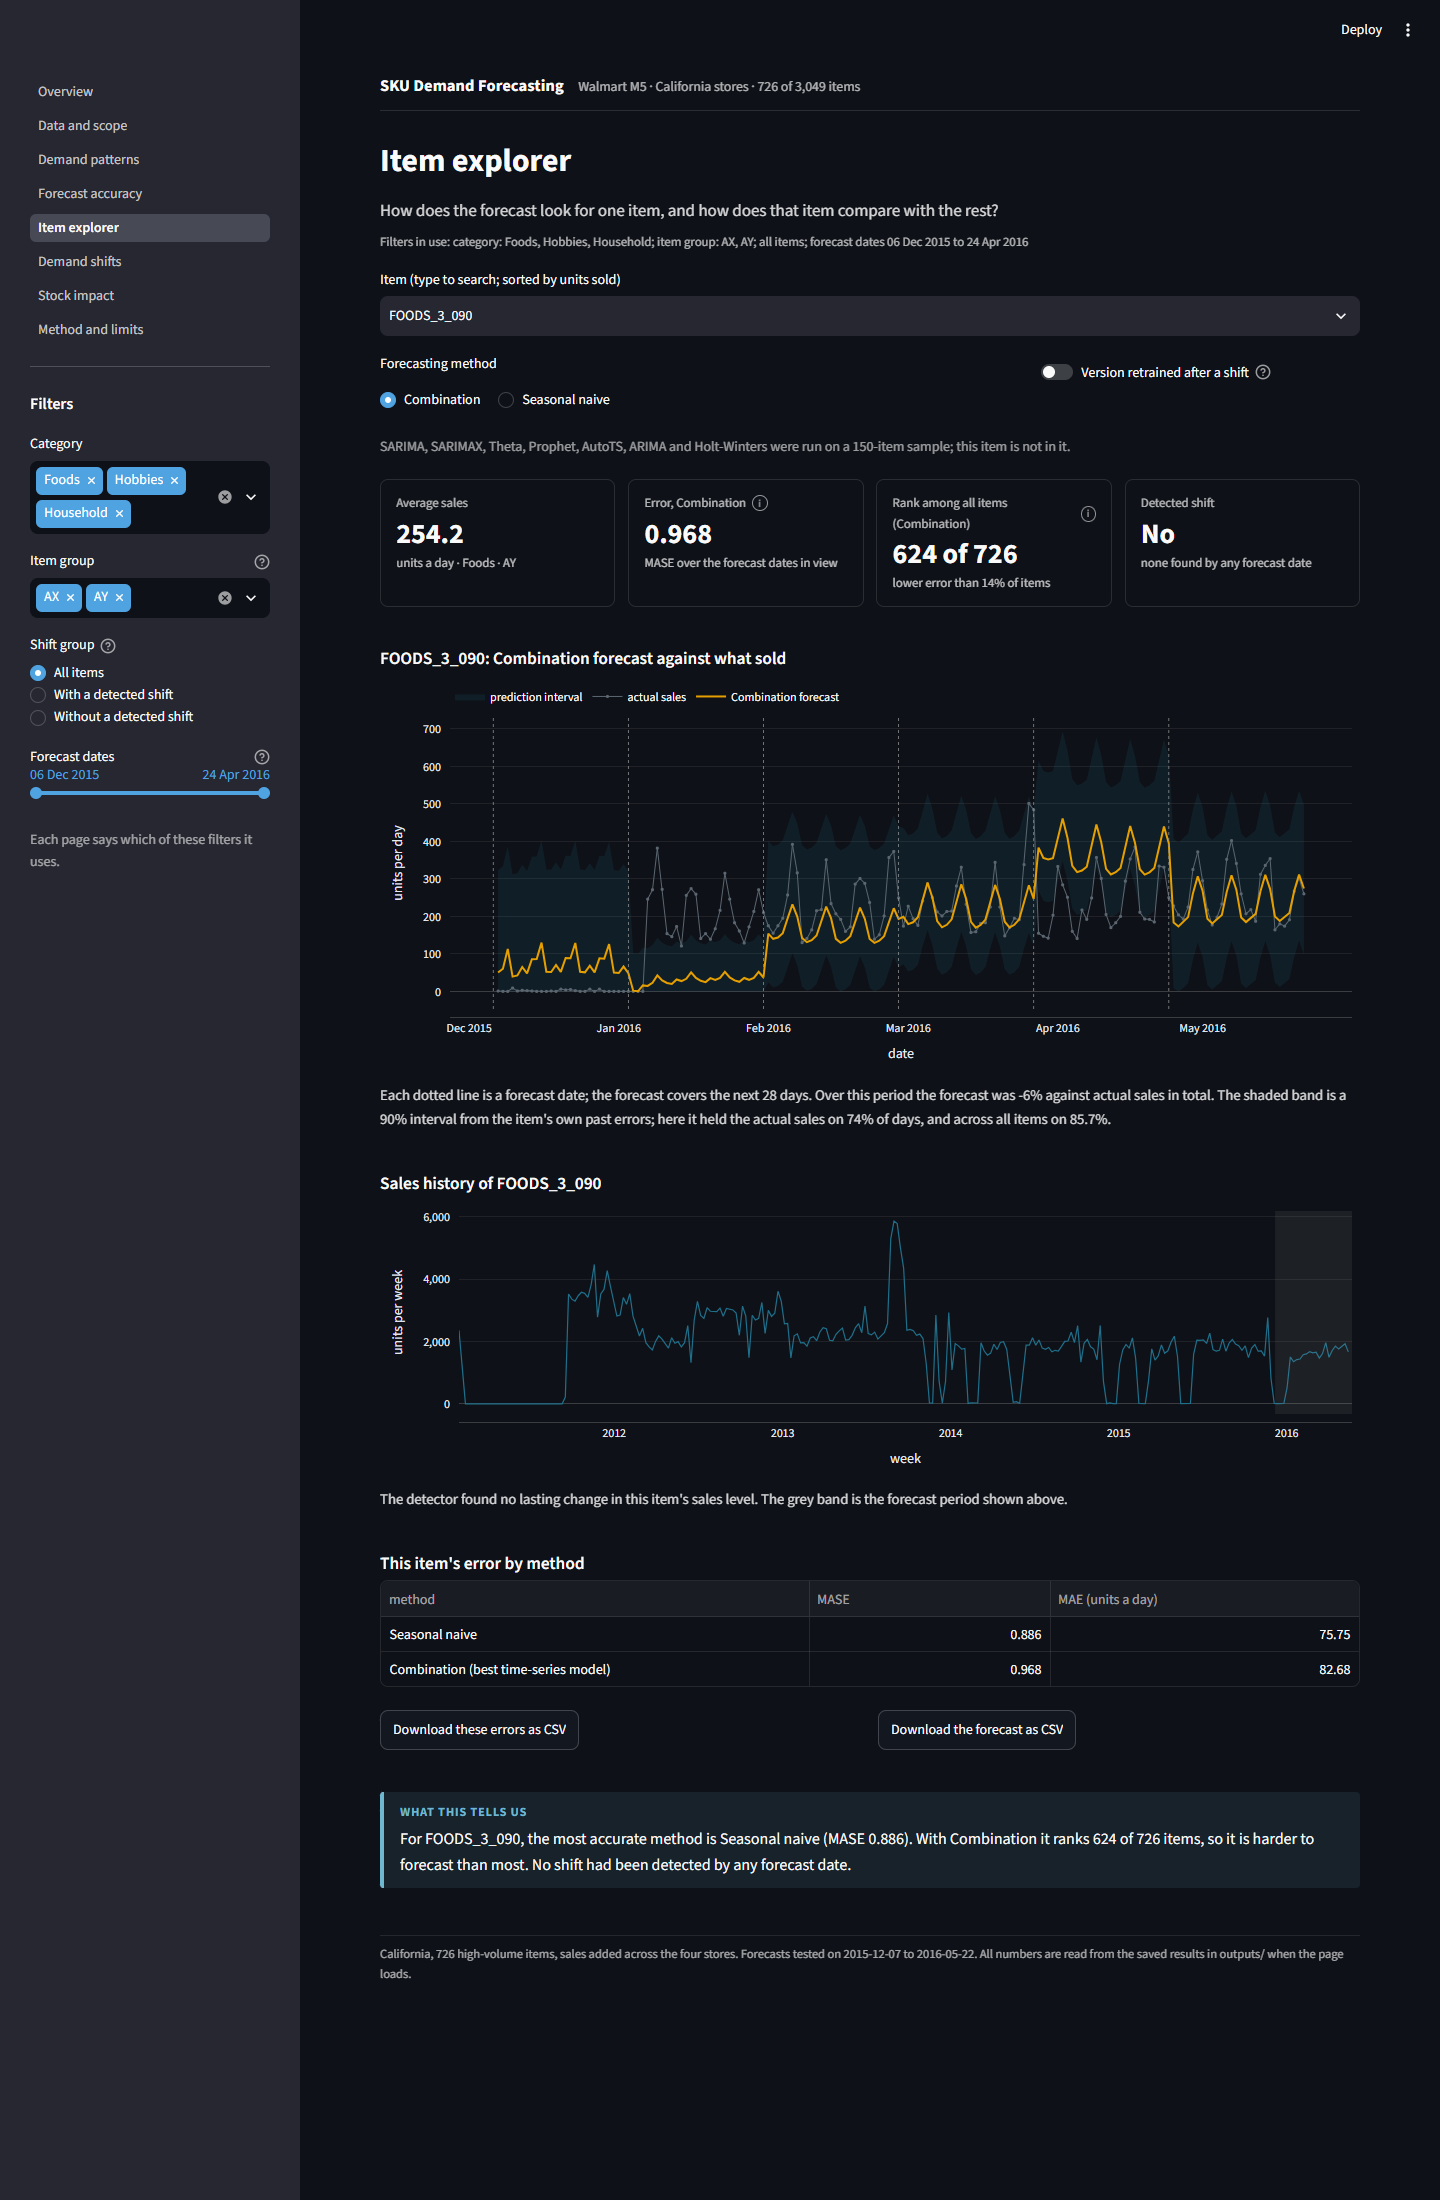 Deploy
Overview
Data and scope
Demand patterns
Forecast accuracy
Item explorer
Demand shifts
Stock impact
Method and limits
Filters
Category
Foods × Hobbies ×
Household ×
Item group
AX × AY ×
Shift group
All items
With a detected shift
Without a detected shift
Forecast dates
06 Dec 2015 24 Apr 2016
Each page says which of these filters it
uses.
SKU Demand Forecasting Walmart M5 · California stores · 726 of 3,049 items
Item explorer
How does the forecast look for one item, and how does that item compare with the rest?
Filters in use: category: Foods, Hobbies, Household; item group: AX, AY; all items; forecast dates 06 Dec 2015 to 24 Apr 2016
Item (type to search; sorted by units sold)
FOODS_3_090
Forecasting method
Version retrained after a shift
Combination Seasonal naive
SARIMA, SARIMAX, Theta, Prophet, AutoTS, ARIMA and Holt-Winters were run on a 150-item sample; this item is not in it.
Average sales
254.2
units a day · Foods · AY
Error, Combination
0.968
MASE over the forecast dates in view
Rank among all items
(Combination)
624 of 726
lower error than 14% of items
Detected shift
No
none found by any forecast date
FOODS_3_090: Combination forecast against what sold
prediction interval actual sales Combination forecast
units per day
700
600
500
400
300
200
100
0
Dec 2015 Jan 2016 Feb 2016 Mar 2016 Apr 2016 May 2016
date
Each dotted line is a forecast date; the forecast covers the next 28 days. Over this period the forecast was -6% against actual sales in total. The shaded band is a
90% interval from the item's own past errors; here it held the actual sales on 74% of days, and across all items on 85.7%.
Sales history of FOODS_3_090
units per week
6,000
4,000
2,000
0
2012 2013 2014 2015 2016
week
The detector found no lasting change in this item's sales level. The grey band is the forecast period shown above.
This item's error by method
method MASE MAE (units a day)
Seasonal naive 0.886 75.75
Combination (best time-series model) 0.968 82.68
Download these errors as CSV Download the forecast as CSV
WHAT THIS TELLS US
For FOODS_3_090, the most accurate method is Seasonal naive (MASE 0.886). With Combination it ranks 624 of 726 items, so it is harder to
forecast than most. No shift had been detected by any forecast date.
California, 726 high-volume items, sales added across the four stores. Forecasts tested on 2015-12-07 to 2016-05-22. All numbers are read from the saved results in outputs/ when the page
loads.